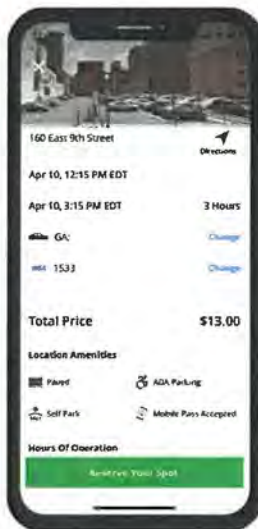 160 East 9th Street
Directions
Apr 10, 12:15 PM EDT
Apr 10, 3:15 PM EDT 3 Hours
GA: Change
VISA 1533 Change
Total Price $13.00
Location Amenities
Paved ADA Parking
Self Park Mobile Pass Accepted
Hours Of Operation
Reserve Your Spot